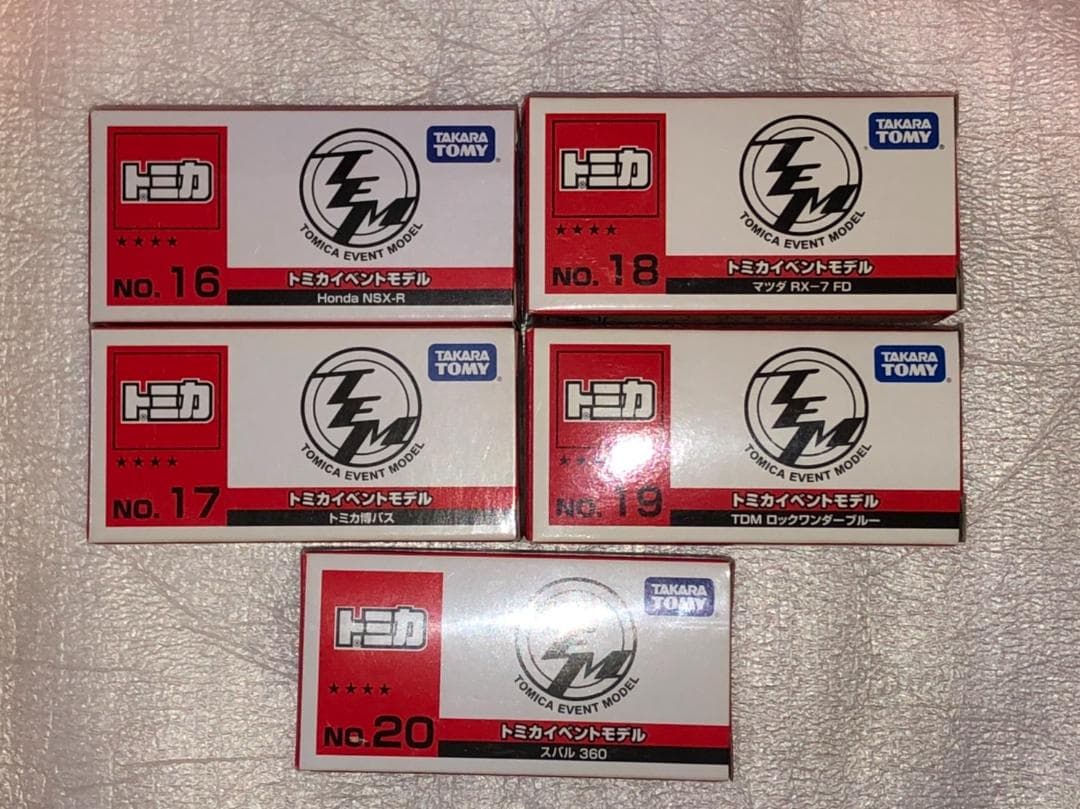 トミカ
TEM
TOMICA EVENT MODEL
TAKARA
TOMY
★★★★
NO. 16
トミカイベントモデル
Honda NSX-R
トミカ
TEM
TOMICA EVENT MODEL
TAKARA
TOMY
★★★★
NO. 18
トミカイベントモデル
マツダ RX-7 FD
トミカ
TEM
TOMICA EVENT MODEL
TAKARA
TOMY
★★★★
NO. 17
トミカイベントモデル
トミカ博バス
トミカ
TEM
TOMICA EVENT MODEL
TAKARA
TOMY
NO. 19
トミカイベントモデル
TDM ロックワンダーブルー
トミカ
TEM
TOMICA EVENT MODEL
TAKARA
TOMY
★★★★
NO.20
トミカイベントモデル
スバル 360